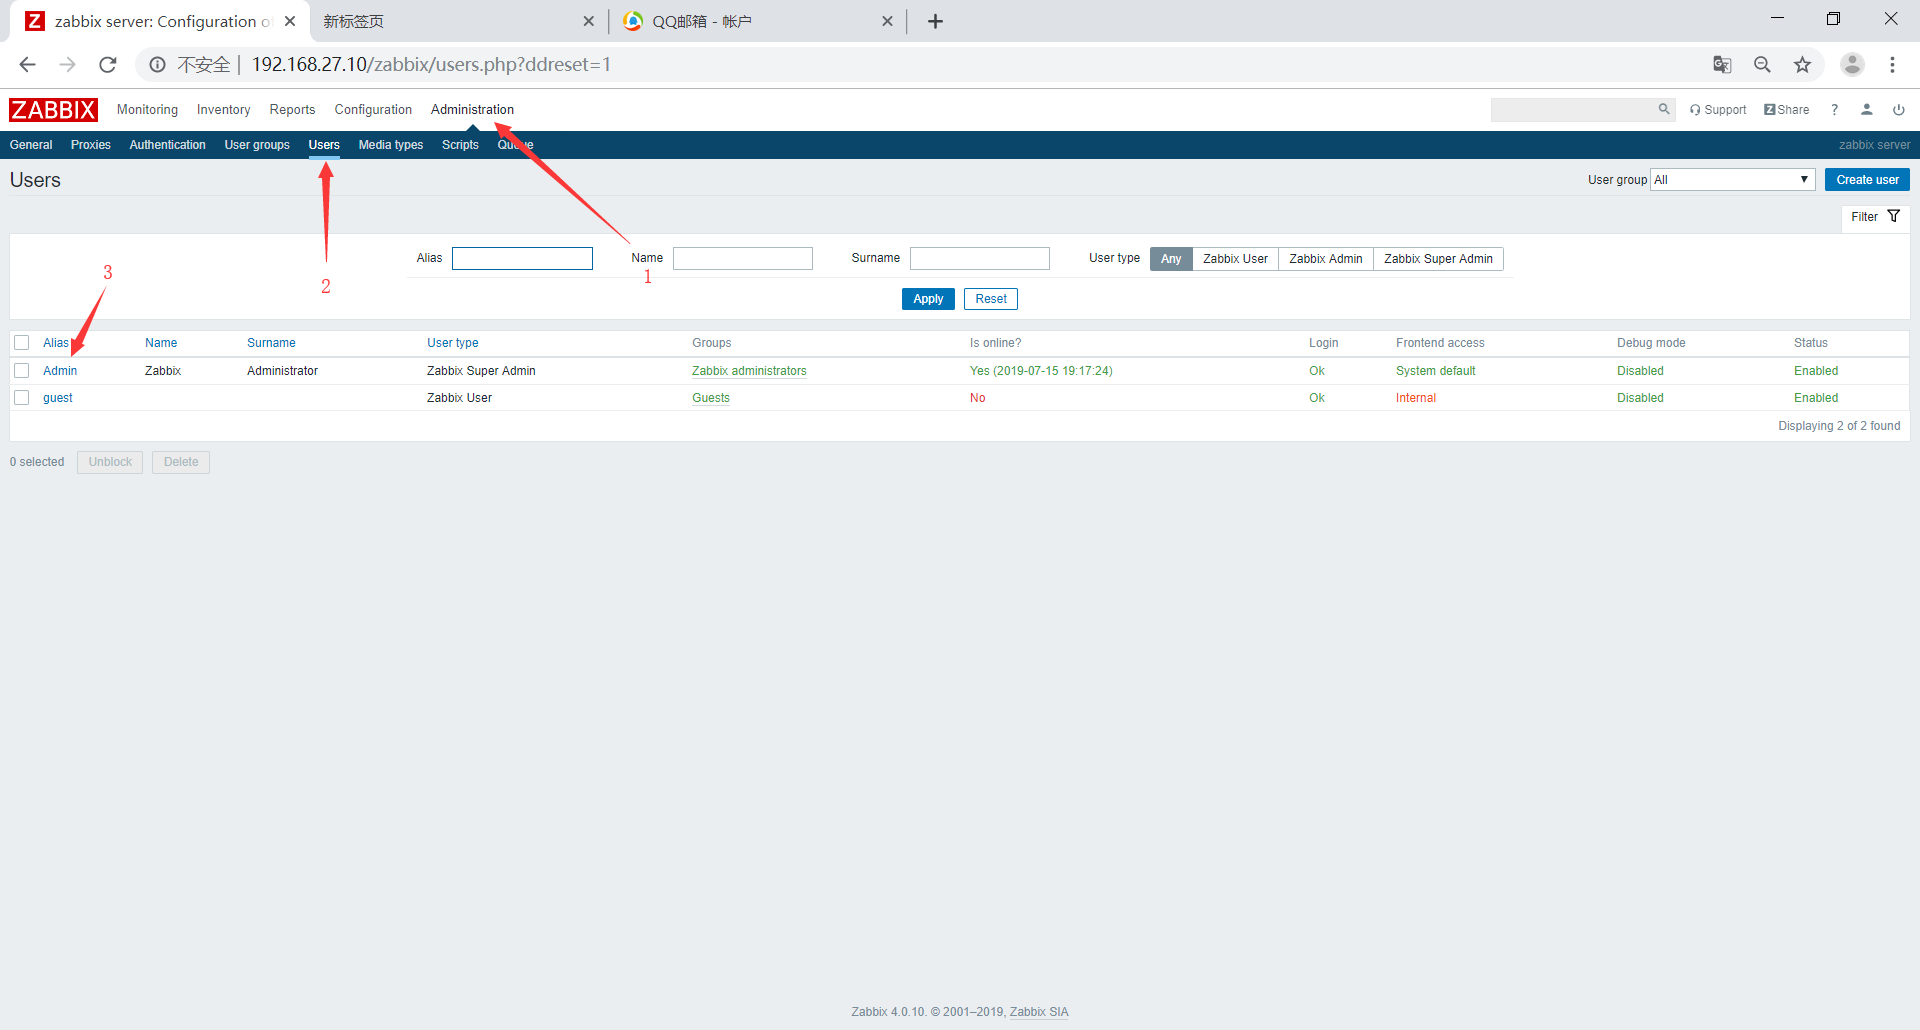 zabbix server: Configuration o
新标签页
QQ邮箱 - 帐户
不安全 | 192.168.27.10/zabbix/users.php?ddreset=1
ZABBIX Monitoring Inventory Reports Configuration Administration Support Z Share ?
General Proxies Authentication User groups Users Media types Scripts Queue zabbix server
Users User group All Create user
Filter
Alias Name Surname User type Any Zabbix User Zabbix Admin Zabbix Super Admin
3 2 1
Apply Reset
Alias Name Surname User type Groups Is online? Login Frontend access Debug mode Status
Admin Zabbix Administrator Zabbix Super Admin Zabbix administrators Yes (2019-07-15 19:17:24) Ok System default Disabled Enabled
guest Zabbix User Guests No Ok Internal Disabled Enabled
Displaying 2 of 2 found
0 selected Unblock Delete
Zabbix 4.0.10. © 2001–2019, Zabbix SIA